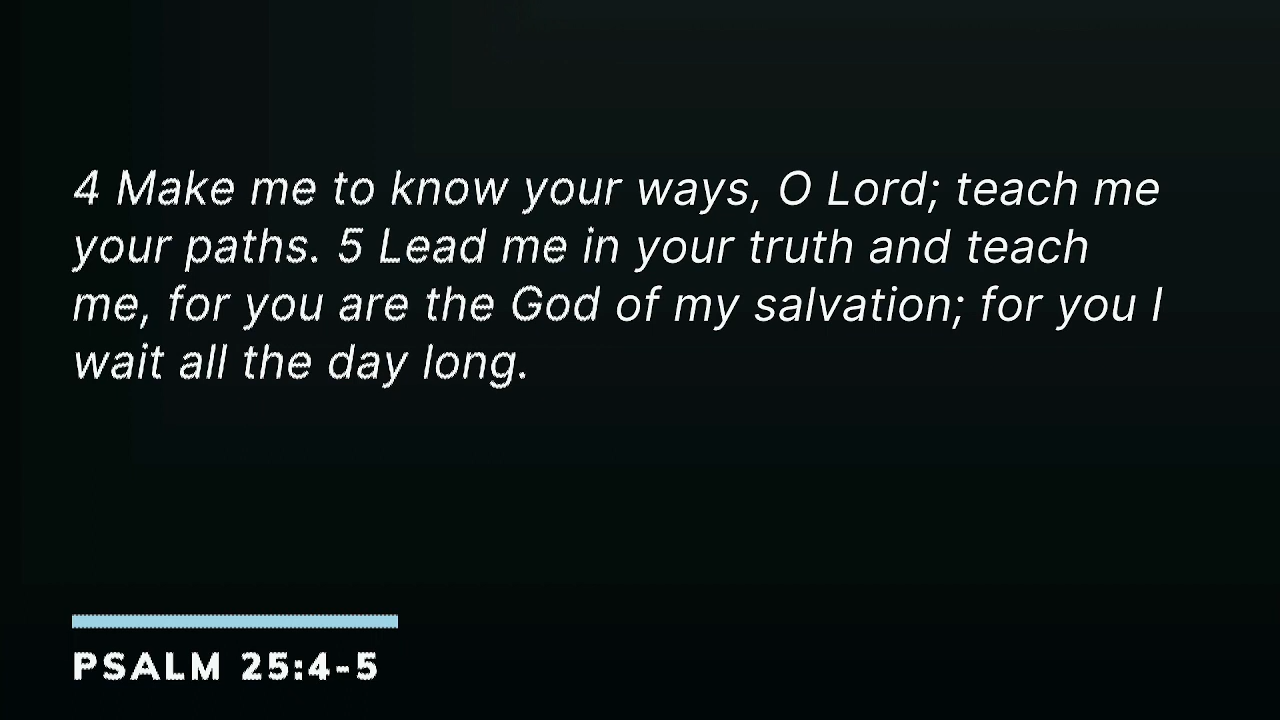 4 Make me to know your ways, O Lord; teach me
your paths. 5 Lead me in your truth and teach
me, for you are the God of my salvation; for you I
wait all the day long.
PSALM 25:4-5